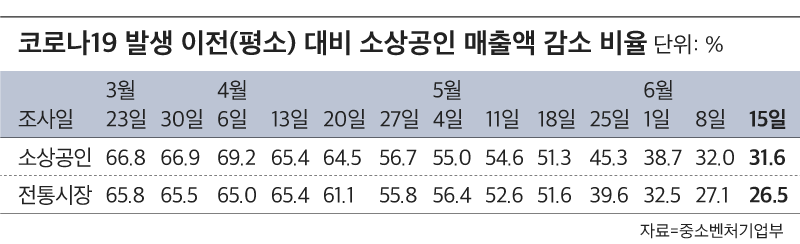 코로나19 발생 이전(평소) 대비 소상공인 매출액 감소 비율 단위: %
3월 4월 5월 6월
조사일 23일 30일 6일 13일 20일 27일 4일 11일 18일 25일 1일 8일 15일
소상공인 66.8 66.9 69.2 65.4 64.5 56.7 55.0 54.6 51.3 45.3 38.7 32.0 31.6
전통시장 65.8 65.5 65.0 65.4 61.1 55.8 56.4 52.6 51.6 39.6 32.5 27.1 26.5
자료=중소벤처기업부